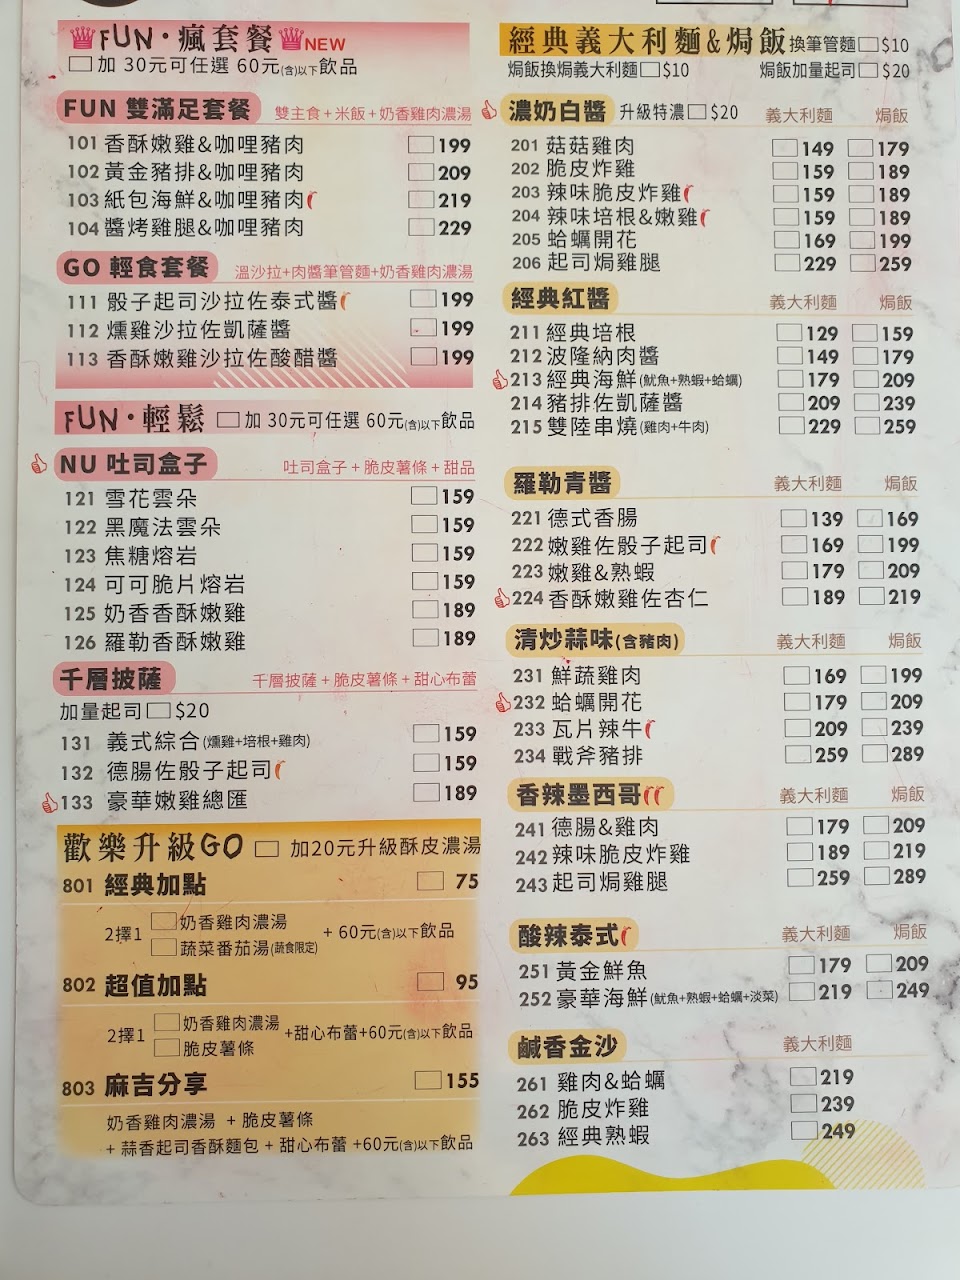 FUN·瘋套餐 NEW
加 30元可任選 60元(含)以下飲品
FUN 雙滿足套餐 雙主食+米飯+奶香雞肉濃湯
101 香酥嫩雞&咖哩豬肉 199
102 黃金豬排&咖哩豬肉 209
103 紙包海鮮&咖哩豬肉 219
104 醬烤雞腿&咖哩豬肉 229
GO 輕食套餐 溫沙拉+肉醬筆管麵+奶香雞肉濃湯
111 骰子起司沙拉佐泰式醬 199
112 燻雞沙拉佐凱薩醬 199
113 香酥嫩雞沙拉佐酸醋醬 199
FUN·輕鬆 加 30元可任選 60元(含)以下飲品
NU 吐司盒子 吐司盒子+脆皮薯條+甜品
121 雪花雲朵 159
122 黑魔法雲朵 159
123 焦糖熔岩 159
124 可可脆片熔岩 159
125 奶香香酥嫩雞 189
126 羅勒香酥嫩雞 189
千層披薩 千層披薩+脆皮薯條+甜心布蕾
加量起司 $20
131 義式綜合(燻雞+培根+雞肉) 159
132 德腸佐骰子起司 159
133 豪華嫩雞總匯 189
歡樂升級GO 加20元升級酥皮濃湯
801 經典加點 75
2擇1 奶香雞肉濃湯 + 60元(含)以下飲品
蔬菜番茄湯(蔬食限定)
802 超值加點 95
2擇1 奶香雞肉濃湯 +甜心布蕾+60元(含)以下飲品
脆皮薯條
803 麻吉分享 155
奶香雞肉濃湯 + 脆皮薯條
+ 蒜香起司香酥麵包 + 甜心布蕾 +60元(含)以下飲品
經典義大利麵&焗飯 換筆管麵 $10
焗飯換焗義大利麵 $10 焗飯加量起司 $20
濃奶白醬 升級特濃 $20 義大利麵 焗飯
201 菇菇雞肉 149 179
202 脆皮炸雞 159 189
203 辣味脆皮炸雞 159 189
204 辣味培根&嫩雞 159 189
205 蛤蠣開花 169 199
206 起司焗雞腿 229 259
經典紅醬 義大利麵 焗飯
211 經典培根 129 159
212 波隆納肉醬 149 179
213 經典海鮮(魷魚+熟蝦+蛤蠣) 179 209
214 豬排佐凱薩醬 209 239
215 雙陸串燒(雞肉+牛肉) 229 259
羅勒青醬 義大利麵 焗飯
221 德式香腸 139 169
222 嫩雞佐骰子起司 169 199
223 嫩雞&熟蝦 179 209
224 香酥嫩雞佐杏仁 189 219
清炒蒜味(含豬肉) 義大利麵 焗飯
231 鮮蔬雞肉 169 199
232 蛤蠣開花 179 209
233 瓦片辣牛 209 239
234 戰斧豬排 259 289
香辣墨西哥 義大利麵 焗飯
241 德腸&雞肉 179 209
242 辣味脆皮炸雞 189 219
243 起司焗雞腿 259 289
酸辣泰式 義大利麵 焗飯
251 黃金鮮魚 179 209
252 豪華海鮮(魷魚+熟蝦+蛤蠣+淡菜) 219 249
鹹香金沙 義大利麵
261 雞肉&蛤蠣 219
262 脆皮炸雞 239
263 經典熟蝦 249